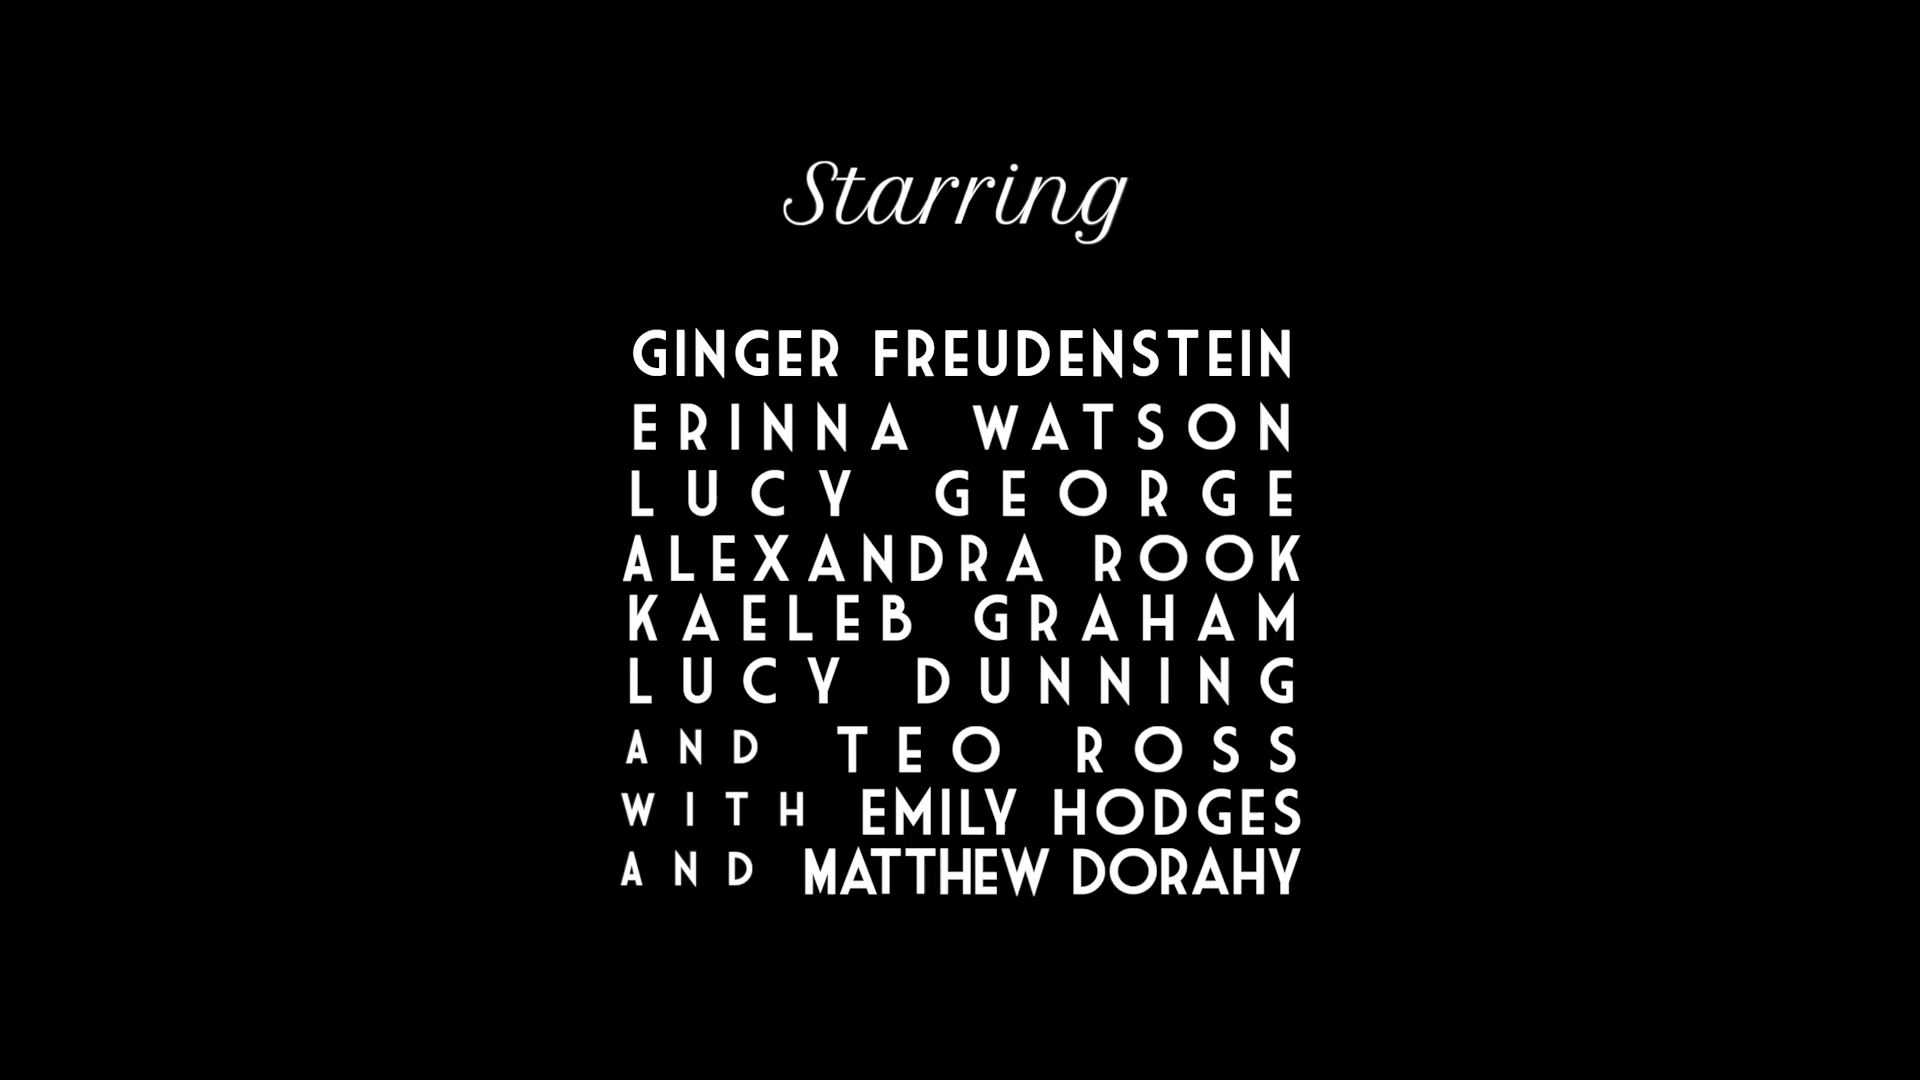 Starring
GINGER FREUDENSTEIN
ERINNA WATSON
LUCY GEORGE
ALEXANDRA ROOK
KAELEB GRAHAM
LUCY DUNNING
AND TEO ROSS
WITH EMILY HODGES
AND MATTHEW DORAHY